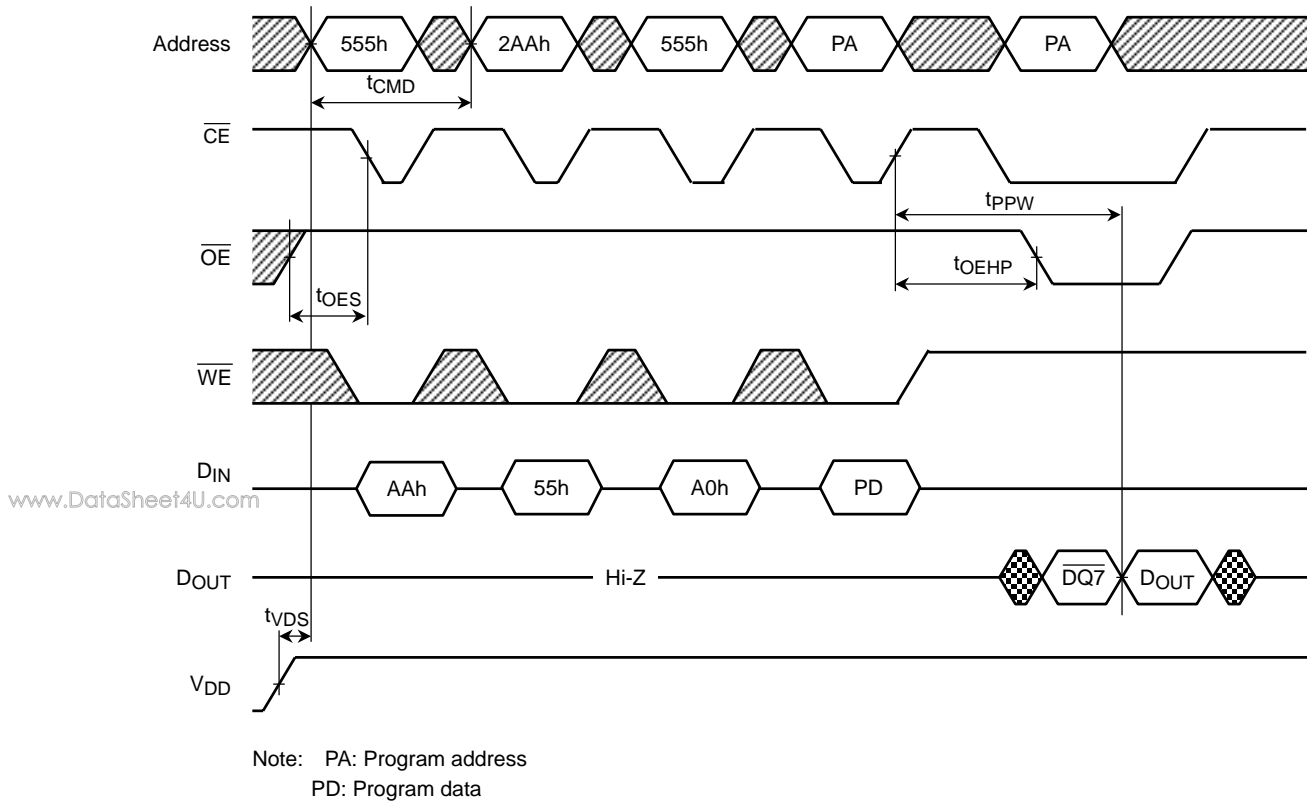 Address 555h 2AAh 555h PA PA
tCMD
CE
tPPW
OE
tOEHP
tOES
WE
DIN
AAh 55h A0h PD
www.DataSheet4U.com
DOUT Hi-Z DQ7 DOUT
tVDS
VDD
Note: PA: Program address
PD: Program data